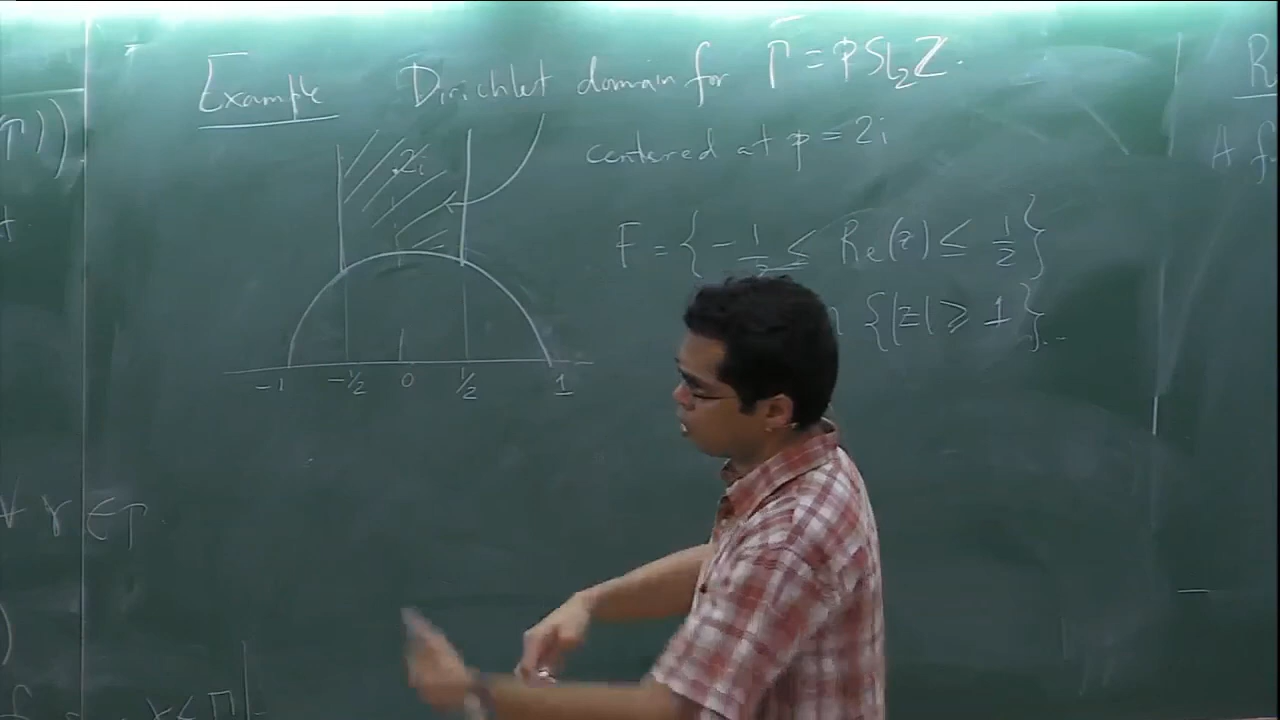 Example Dirichlet domain for Γ = PSL₂Z.
centered at p = 2i
2i
F = { -1/2 ≤ Re(z) ≤ 1/2 }
∩ {|z| ≥ 1}.
-1 -1/2 0 1/2 1
∀ γ ∈ Γ
R
A f